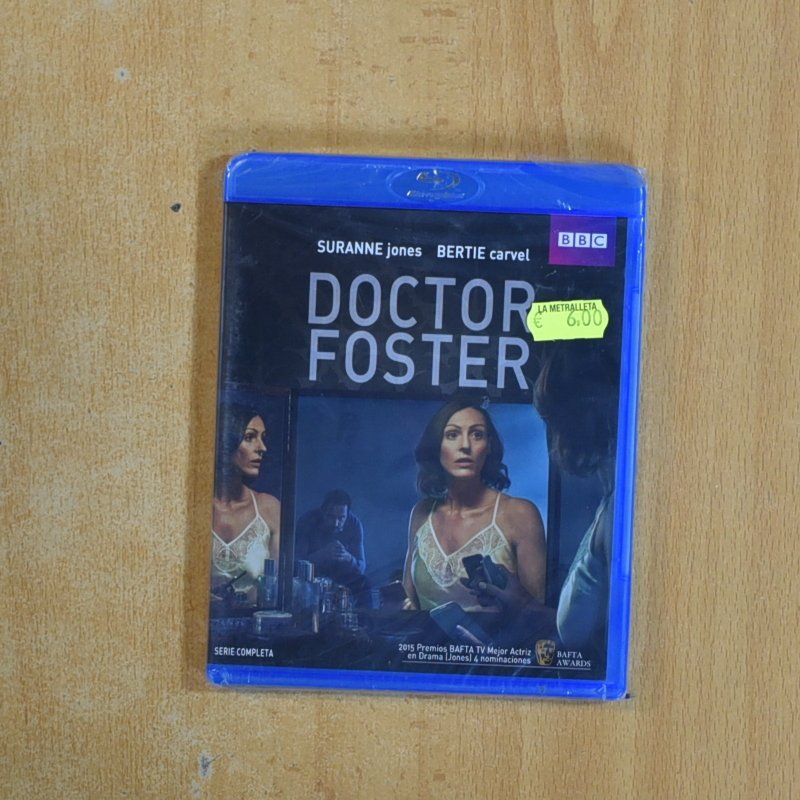 SURANNE jones BERTIE carvel
BBC
DOCTOR
FOSTER
LA METRALLETA
€ 6,00
SERIE COMPLETA
2015 Premios BAFTA TV Mejor Actriz
en Drama (Jones) 4 nominaciones
BAFTA
AWARDS